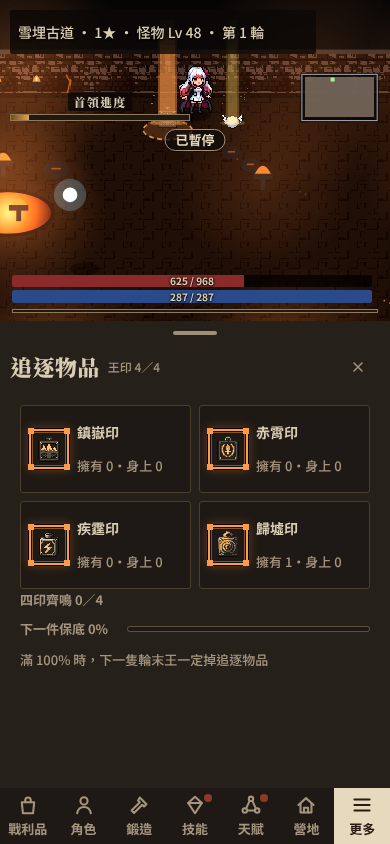 雪埋古道 • 1★ • 怪物 Lv 48 • 第 1 輪
首領進度
已暫停
625 / 968
287 / 287
追逐物品 王印 4／4 ×
鎮嶽印
擁有 0・身上 0
赤霄印
擁有 0・身上 0
疾霆印
擁有 0・身上 0
歸墟印
擁有 1・身上 0
四印齊鳴 0／4
下一件保底 0%
滿 100% 時，下一隻輪末王一定掉追逐物品
戰利品 角色 鍛造 技能 天賦 營地 更多